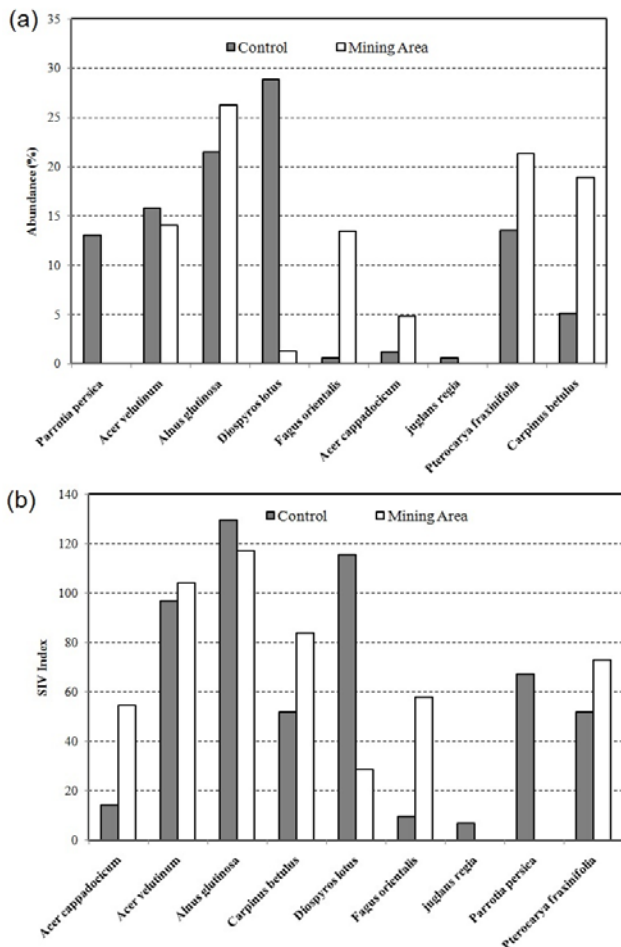 (a)
35
30
25
20
15
10
5
0
Abundance (%)
Control
Mining Area
Parrotia persica
Acer velutinum
Alnus glutinosa
Diospyros lotus
Fagus orientalis
Acer cappadocicum
juglans regia
Pterocarya fraxinifolia
Carpinus betulus
(b)
140
120
100
80
60
40
20
0
SIV Index
Control
Mining Area
Acer cappadocicum
Acer velutinum
Alnus glutinosa
Carpinus betulus
Diospyros lotus
Fagus orientalis
juglans regia
Parrotia persica
Pterocarya fraxinifolia